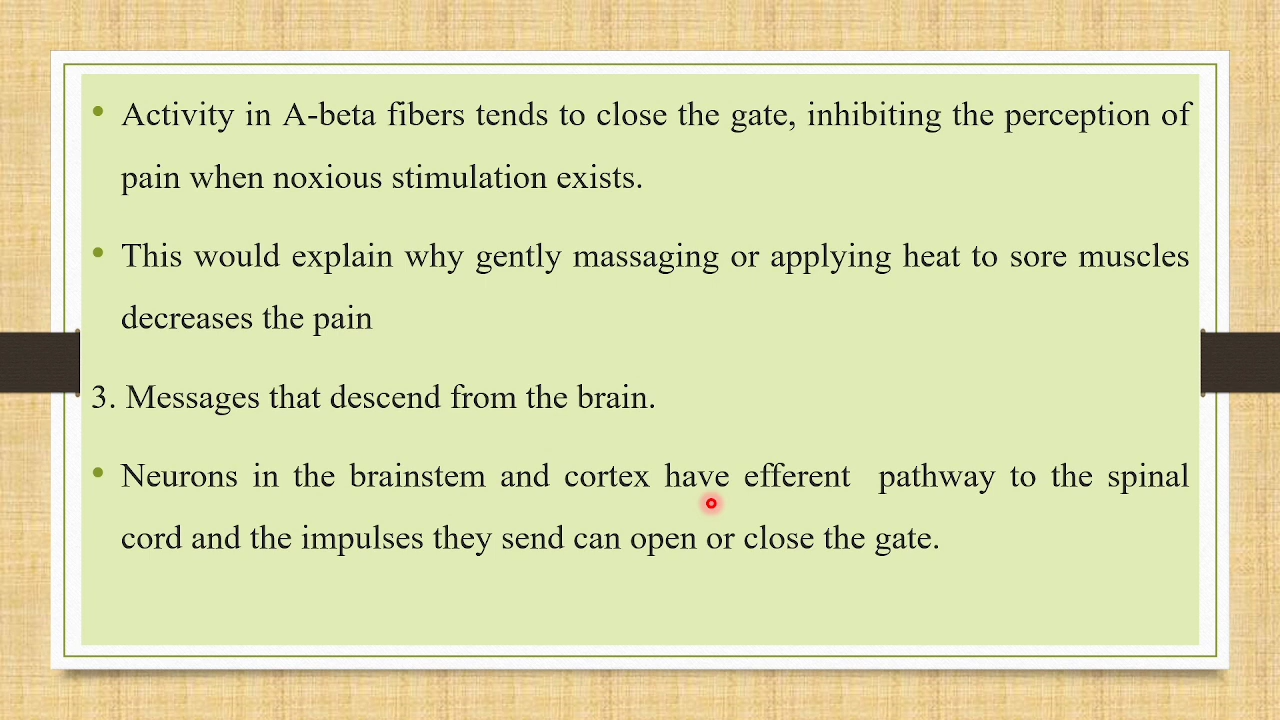 • Activity in A-beta fibers tends to close the gate, inhibiting the perception of
pain when noxious stimulation exists.
• This would explain why gently massaging or applying heat to sore muscles
decreases the pain
3. Messages that descend from the brain.
• Neurons in the brainstem and cortex have efferent  pathway to the spinal
cord and the impulses they send can open or close the gate.